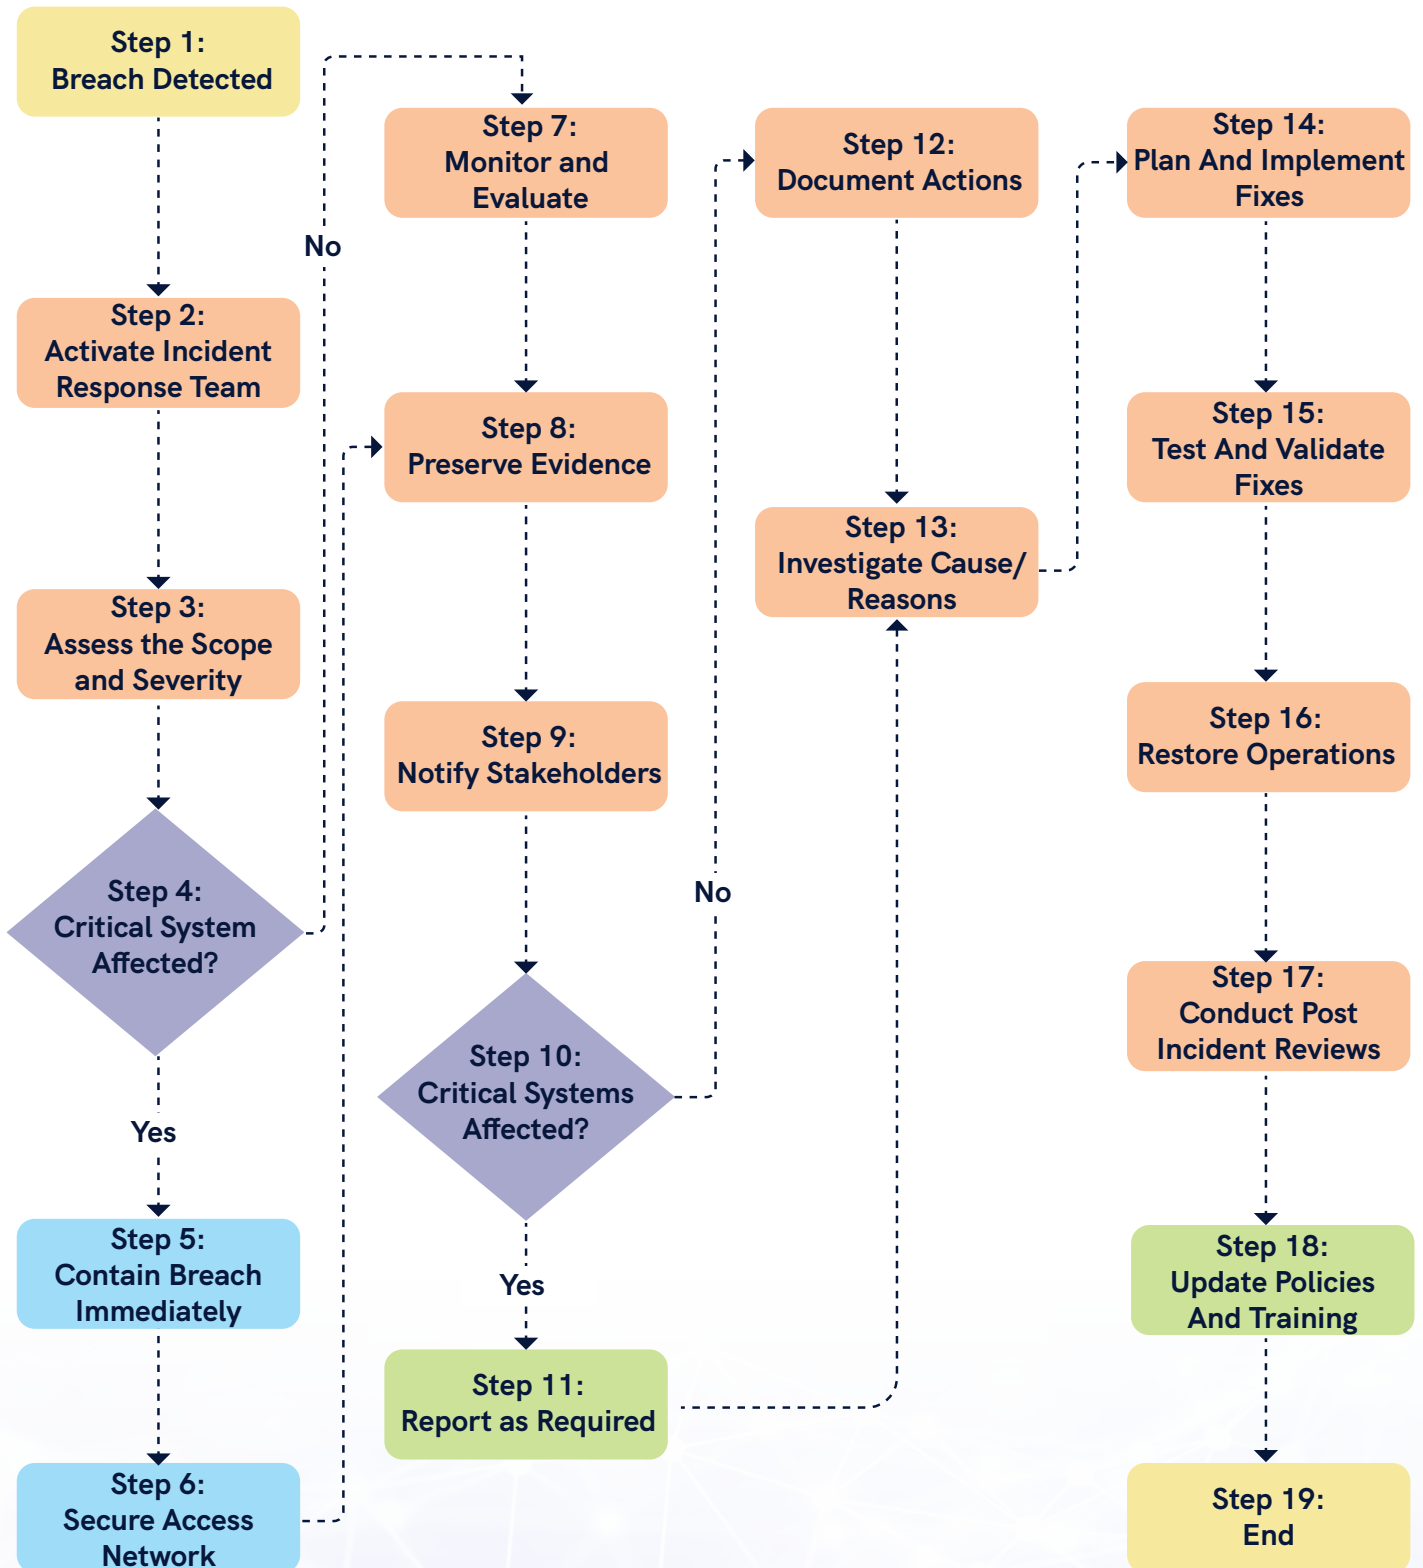 Step 1:
Breach Detected
Step 2:
Activate Incident
Response Team
Step 3:
Assess the Scope
and Severity
Step 4:
Critical System
Affected?
No
Yes
Step 5:
Contain Breach
Immediately
Step 6:
Secure Access
Network
Step 7:
Monitor and
Evaluate
Step 8:
Preserve Evidence
Step 9:
Notify Stakeholders
Step 10:
Critical Systems
Affected?
No
Yes
Step 11:
Report as Required
Step 12:
Document Actions
Step 13:
Investigate Cause/
Reasons
Step 14:
Plan And Implement
Fixes
Step 15:
Test And Validate
Fixes
Step 16:
Restore Operations
Step 17:
Conduct Post
Incident Reviews
Step 18:
Update Policies
And Training
Step 19:
End